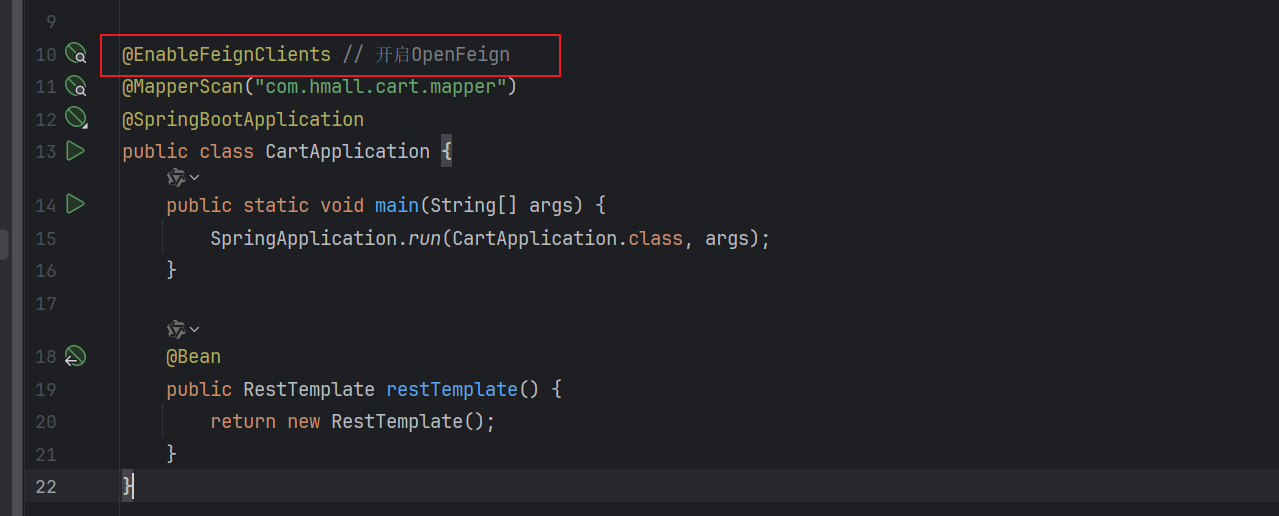 9
10 @EnableFeignClients // 开启OpenFeign
11 @MapperScan("com.hmall.cart.mapper")
12 @SpringBootApplication
13 public class CartApplication {
14 public static void main(String[] args) {
15 SpringApplication.run(CartApplication.class, args);
16 }
17
18 @Bean
19 public RestTemplate restTemplate() {
20 return new RestTemplate();
21 }
22 }